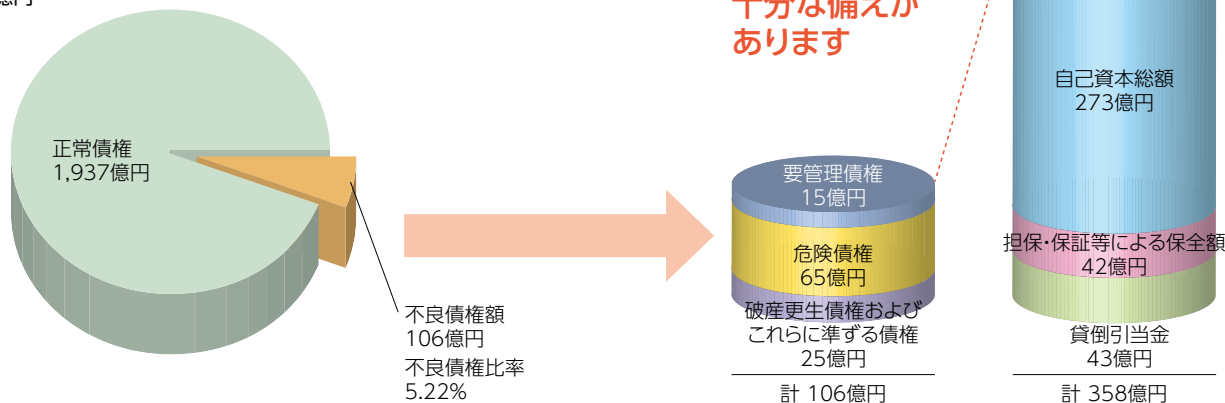 億円
十分な備えが
あります
正常債権
1,937億円
不良債権額
106億円
不良債権比率
5.22%
要管理債権
15億円
危険債権
65億円
破産更生債権および
これらに準ずる債権
25億円
計 106億円
自己資本総額
273億円
担保・保証等による保全額
42億円
貸倒引当金
43億円
計 358億円